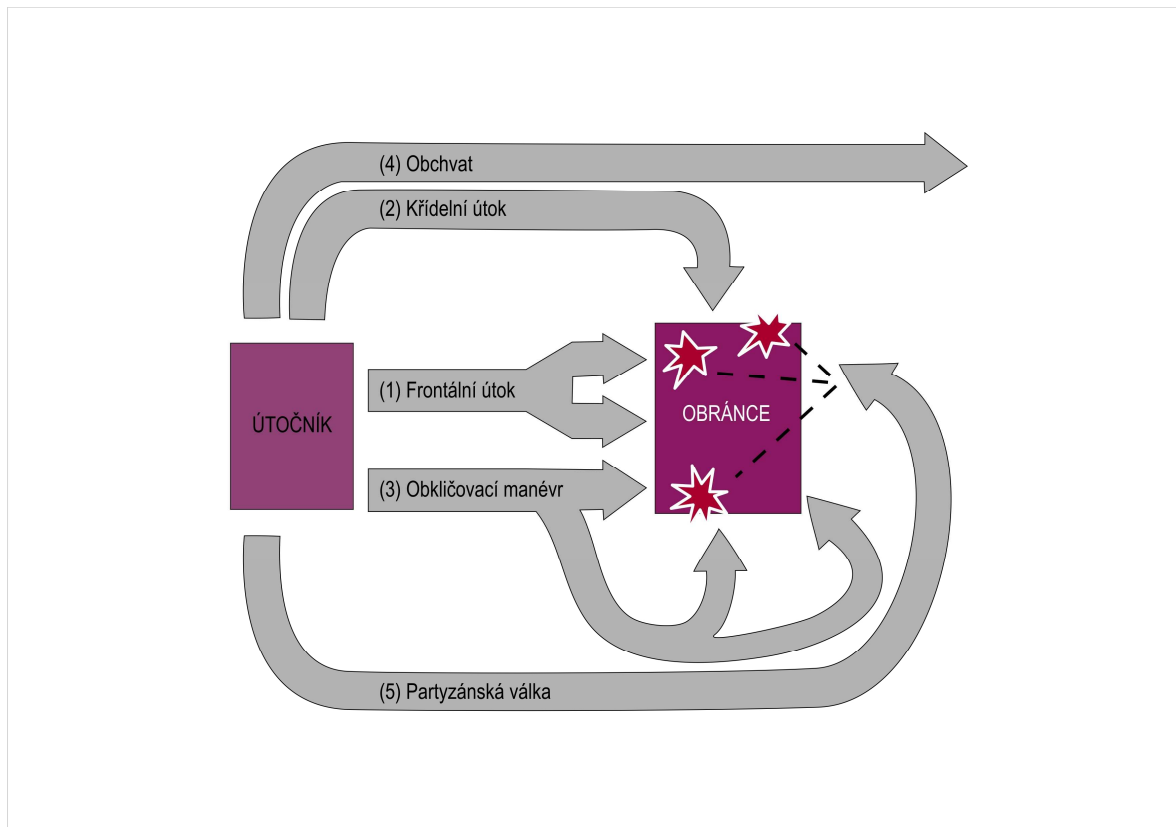 (4) Obchvat
(2) Křídelní útok
(1) Frontální útok
ÚTOČNÍK
OBRÁNCE
(3) Obkličovací manévr
(5) Partyzánská válka